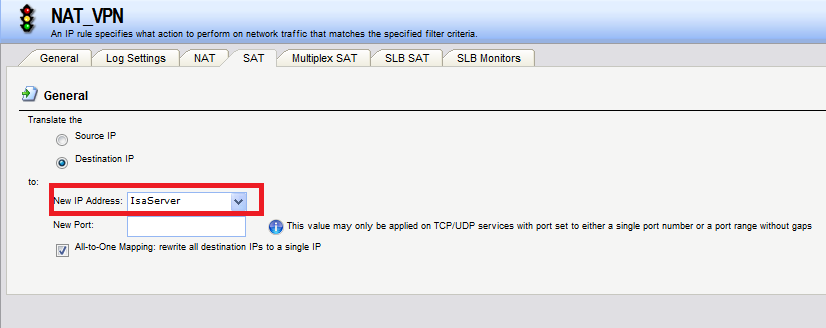 NAT_VPN
An IP rule specifies what action to perform on network traffic that matches the specified filter criteria.
General Log Settings NAT SAT Multiplex SAT SLB SAT SLB Monitors
General
Translate the
Source IP
Destination IP
to:
New IP Address: IsaServer
New Port: This value may only be applied on TCP/UDP services with port set to either a single port number or a port range without gaps
All-to-One Mapping: rewrite all destination IPs to a single IP